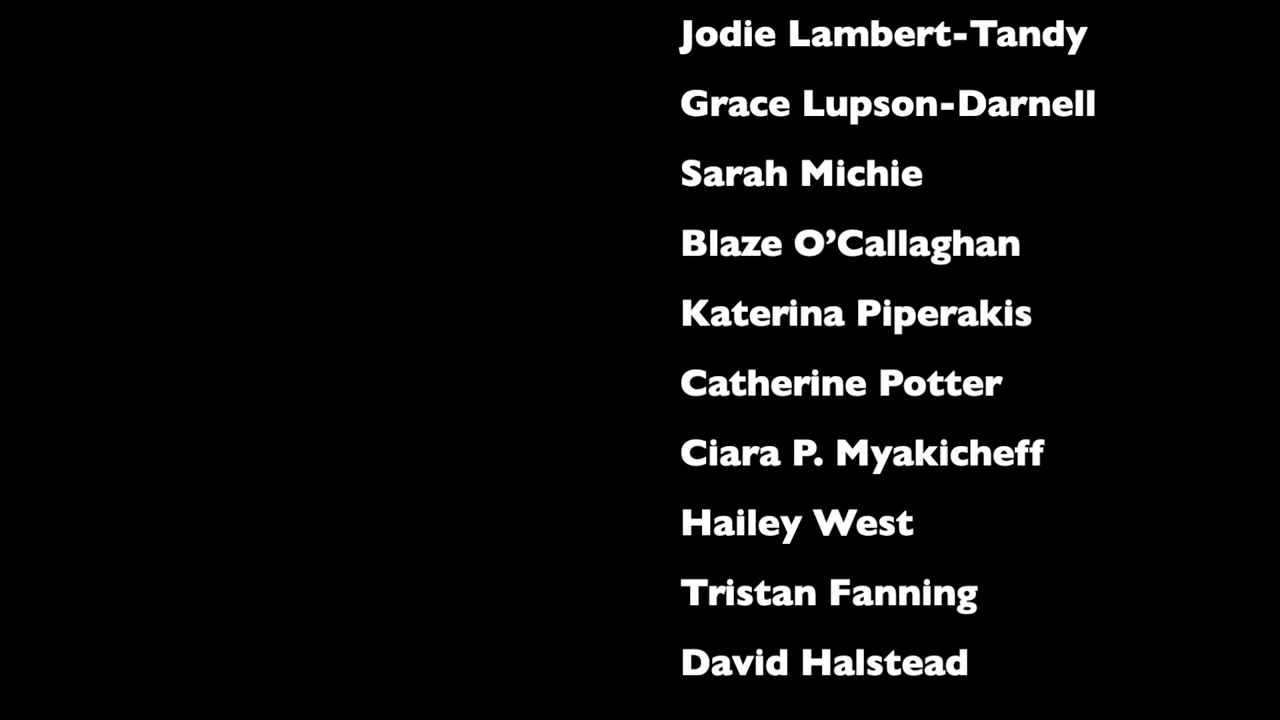 Jodie Lambert-Tandy
Grace Lupson-Darnell
Sarah Michie
Blaze O’Callaghan
Katerina Piperakis
Catherine Potter
Ciara P. Myakicheff
Hailey West
Tristan Fanning
David Halstead